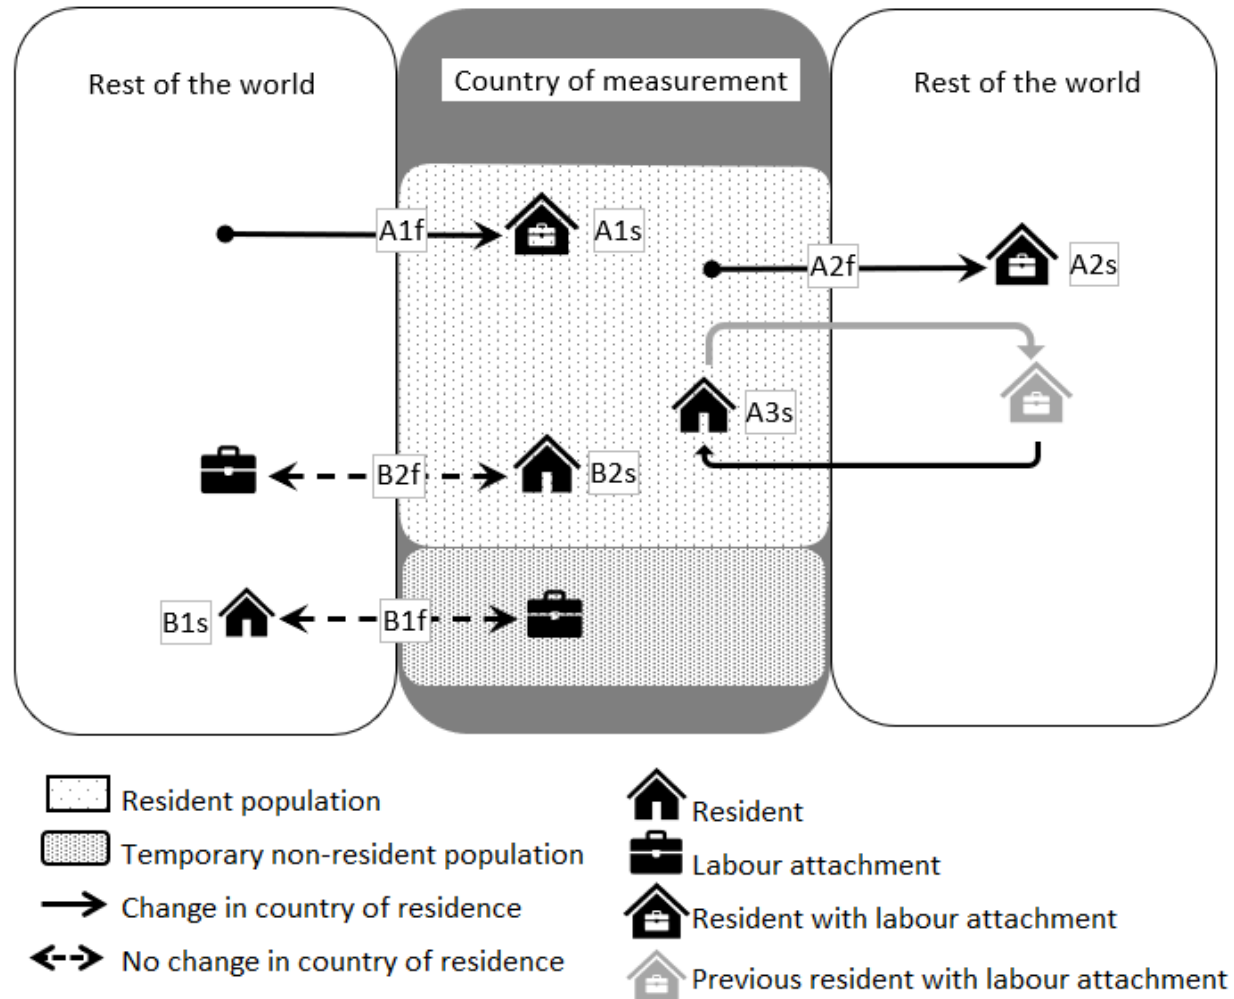 Rest of the world
Country of measurement
Rest of the world
A1f
A1s
A2f
A2s
A3s
B2f
B2s
B1s
B1f
Resident population
Temporary non-resident population
Change in country of residence
No change in country of residence
Resident
Labour attachment
Resident with labour attachment
Previous resident with labour attachment